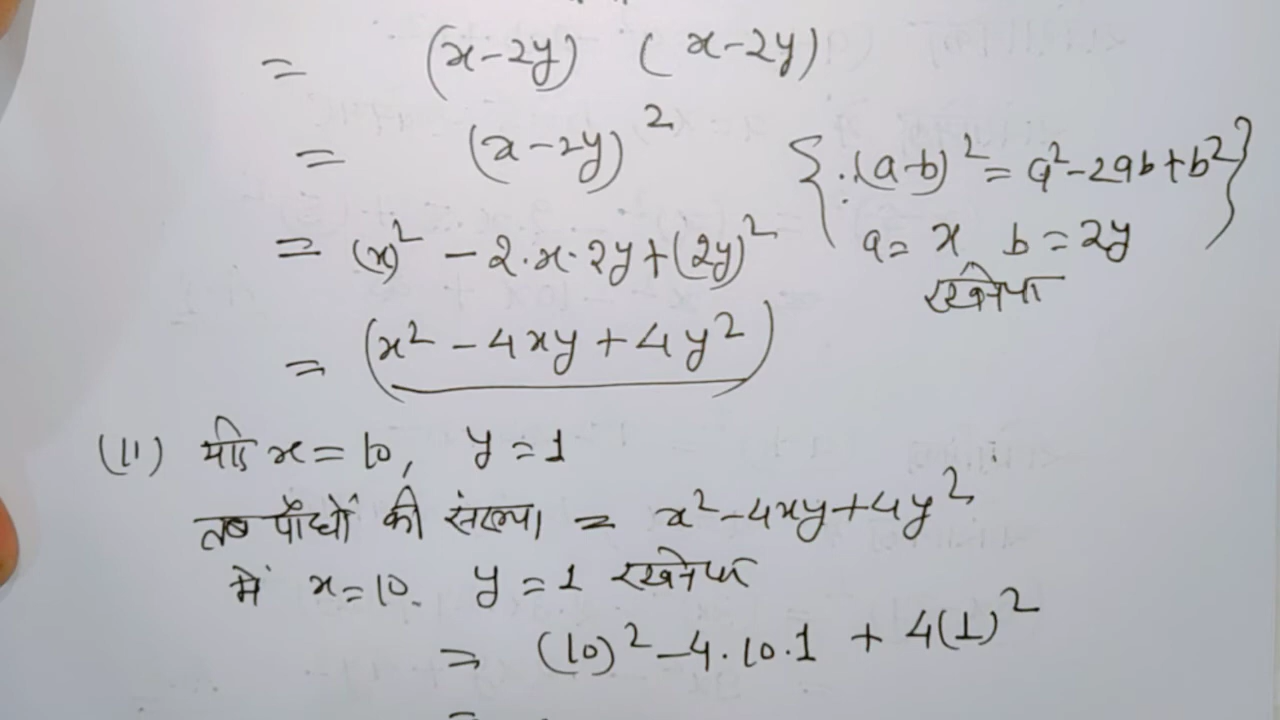 = (x-2y) (x-2y)
= (x-2y)²
{∵(a-b)² = a²-2ab+b²}
= (x)² - 2·x·2y+(2y)²
a = x b = 2y
रखनेपर
= (x² - 4xy + 4y²)
(11) यदि x = 10, y = 1
तब पौधों की संख्या = x²-4xy+4y²
में x=10. y = 1 रखनेपर
= (10)² - 4.10.1 + 4(1)²
=